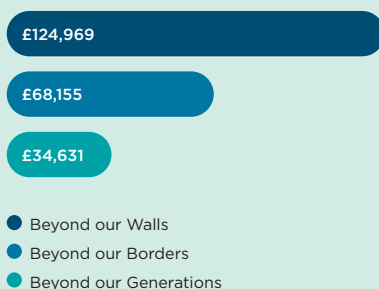 £124,969
£68,155
£34,631
Beyond our Walls
Beyond our Borders
Beyond our Generations